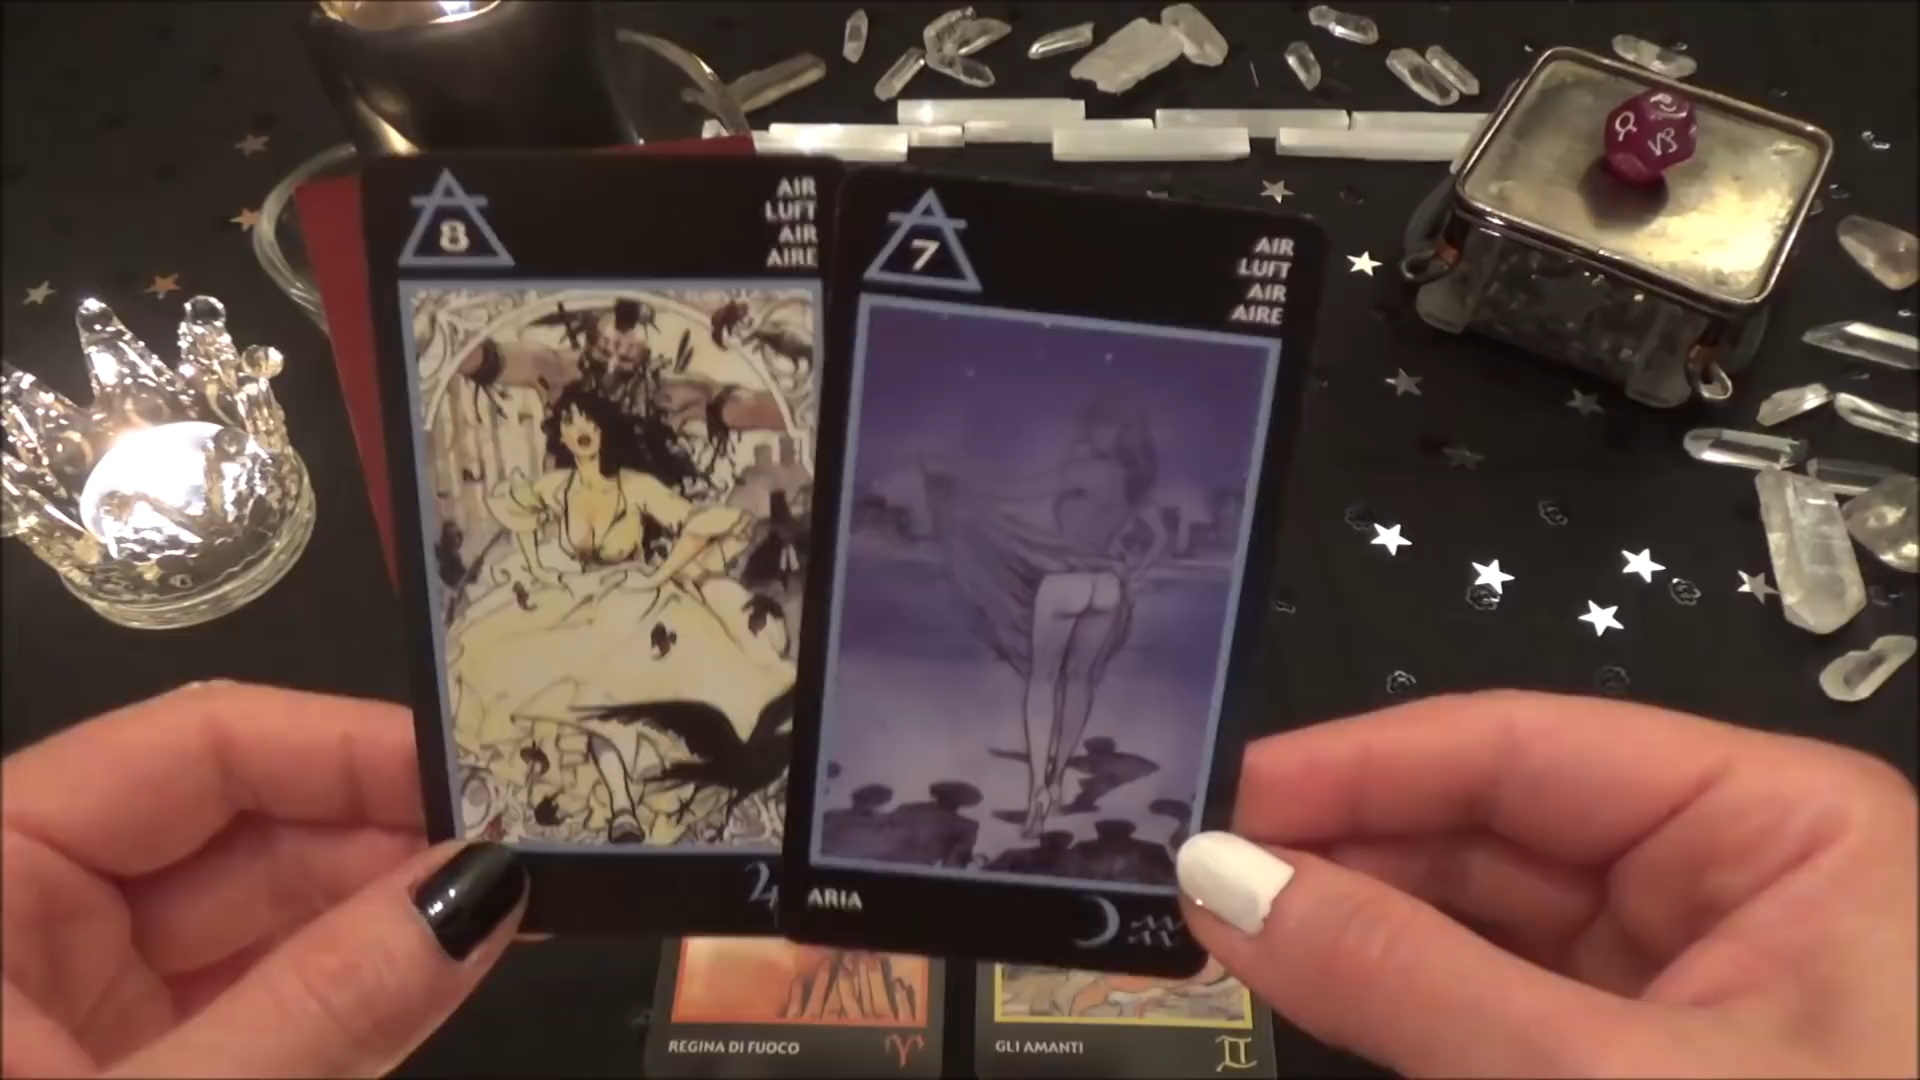 8
AIR
LUFT
AIR
AIRE
7
AIR
LUFT
AIR
AIRE
ARIA
REGINA DI FUOCO
GLI AMANTI